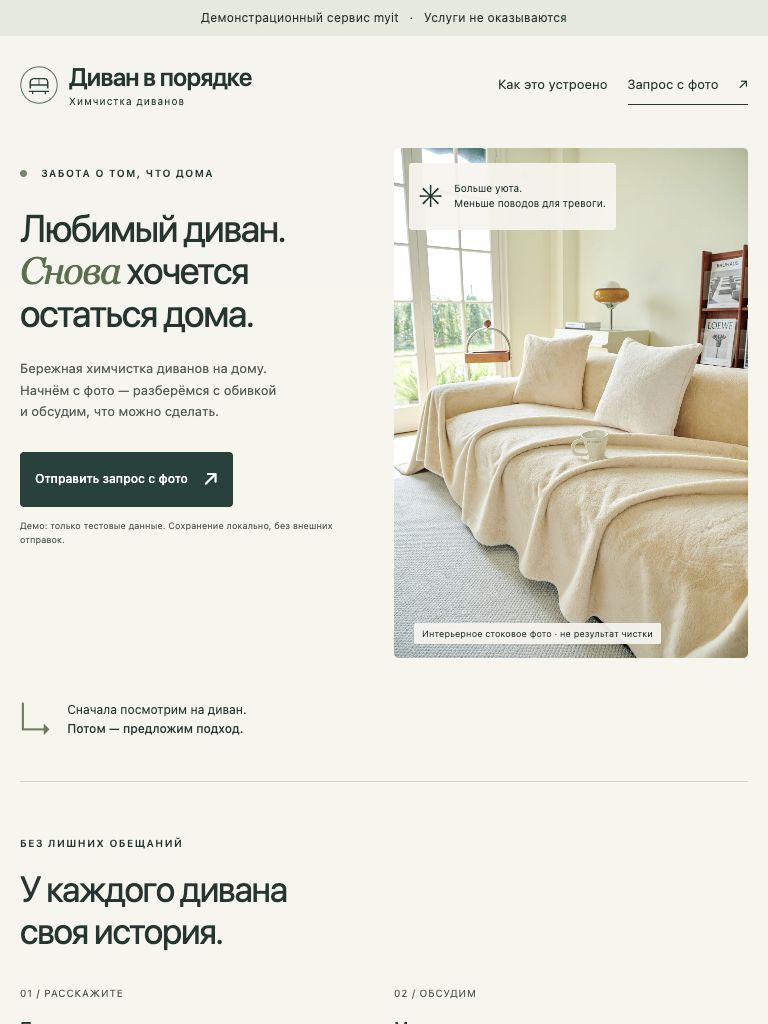 Демонстрационный сервис myit · Услуги не оказываются
Диван в порядке
Химчистка диванов
Как это устроено
Запрос с фото
ЗАБОТА О ТОМ, ЧТО ДОМА
Любимый диван.
Снова хочется
остаться дома.
Бережная химчистка диванов на дому.
Начнём с фото — разберёмся с обивкой
и обсудим, что можно сделать.
Отправить запрос с фото
Демо: только тестовые данные. Сохранение локально, без внешних
отправок.
Больше уюта.
Меньше поводов для тревоги.
BAUHAUS
LOEWE
Интерьерное стоковое фото · не результат чистки
Сначала посмотрим на диван.
Потом — предложим подход.
БЕЗ ЛИШНИХ ОБЕЩАНИЙ
У каждого дивана
своя история.
01 / РАССКАЖИТЕ
02 / ОБСУДИМ